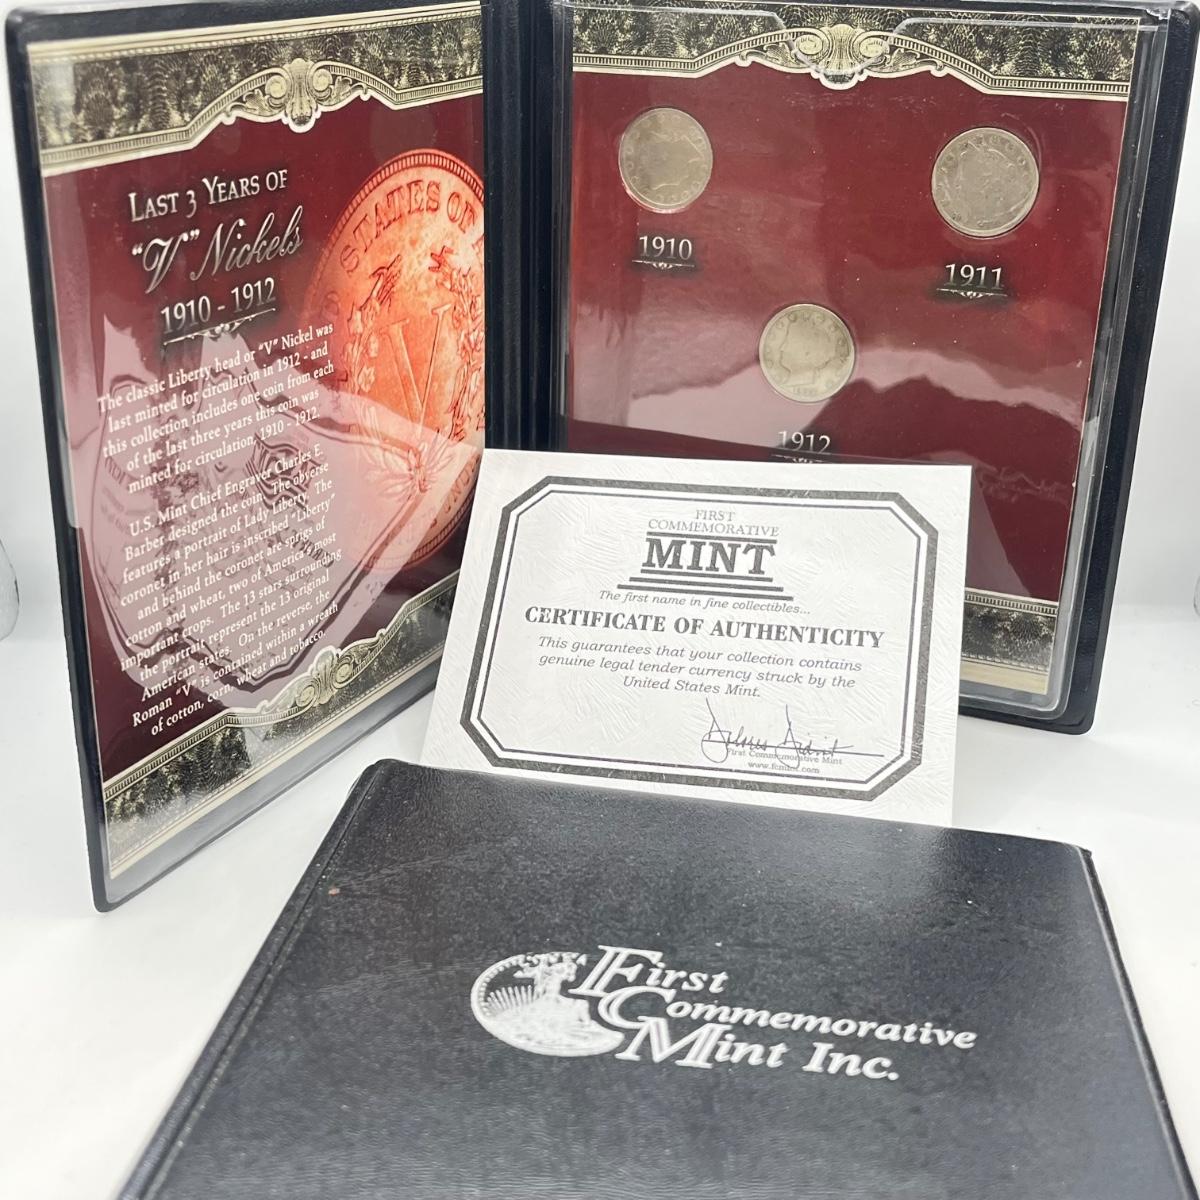 LAST 3 YEARS OF
"V" Nickels
1910 - 1912
The classic Liberty head or "V" Nickel was
last minted for circulation in 1912 - and
this collection includes one coin from each
of the last three years this coin was
minted for circulation, 1910 - 1912.
U.S. Mint Chief Engraver Charles E.
Barber designed the coin. The obverse
features a portrait of Lady Liberty. The
coronet in her hair is inscribed "Liberty"
and behind the coronet are sprigs of
cotton and wheat, two of America's most
important crops. The 13 stars surrounding
the portrait represent the 13 original
American states. On the reverse, the
Roman "V" is contained within a wreath
of cotton, corn, wheat and tobacco.
STATES OF
V
1910
1911
1912
FIRST
COMMEMORATIVE
MINT
The first name in fine collectibles...
CERTIFICATE OF AUTHENTICITY
This guarantees that your collection contains
genuine legal tender currency struck by the
United States Mint.
First Commemorative Mint
www.fcmint.com
First
Commemorative
Mint Inc.